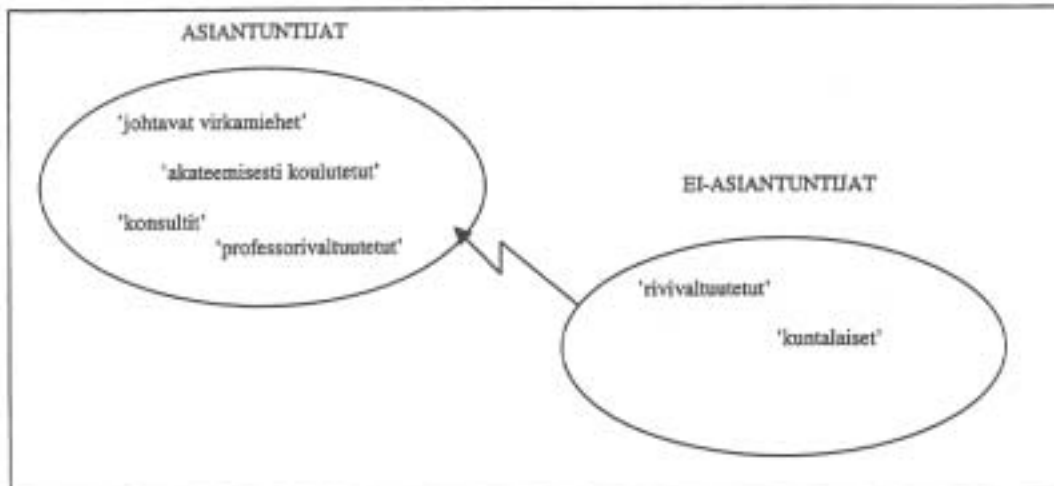 ASIANTUNTIJAT
'johtavat virkamiehet'
'akateemisesti koulutetut'
'konsultit'
'professorivaltuutetut'
EI-ASIANTUNTIJAT
'rivivaltuutetut'
'kuntalaiset'